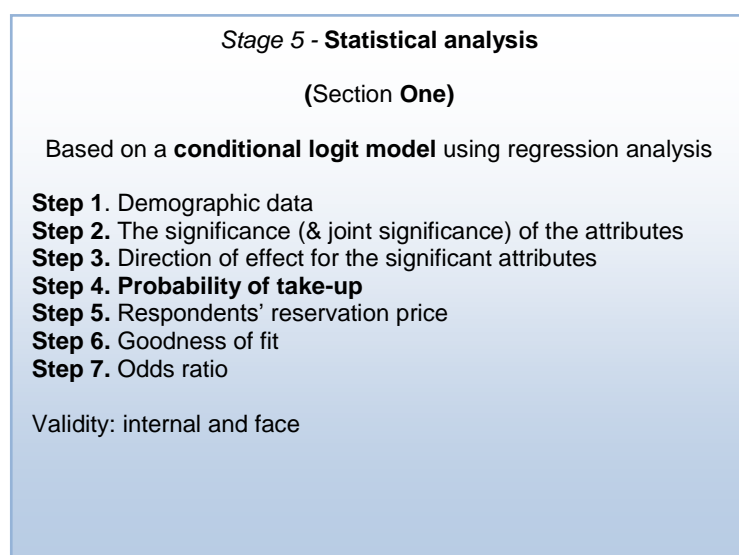 Stage 5 - Statistical analysis
(Section One)
Based on a conditional logit model using regression analysis
Step 1. Demographic data
Step 2. The significance (& joint significance) of the attributes
Step 3. Direction of effect for the significant attributes
Step 4. Probability of take-up
Step 5. Respondents’ reservation price
Step 6. Goodness of fit
Step 7. Odds ratio
Validity: internal and face